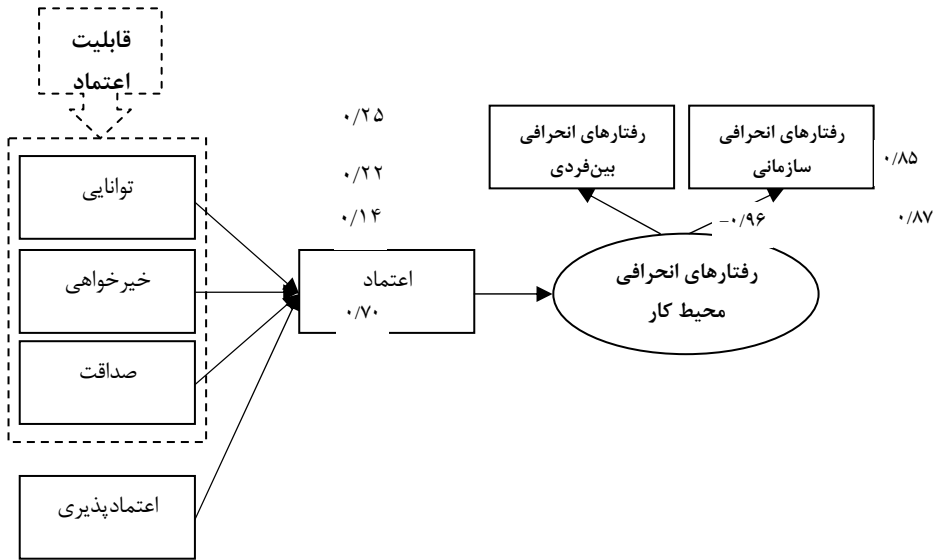 قابلیت
اعتماد
۰/۲۵
رفتارهای انحرافی
سازمانی
رفتارهای انحرافی
بین‌فردی
۰/۸۵
توانایی
۰/۲۲
۰/۱۴
−۰/۹۶
۰/۸۷
خیرخواهی
اعتماد
۰/۷۰
رفتارهای انحرافی
محیط کار
صداقت
اعتمادپذیری